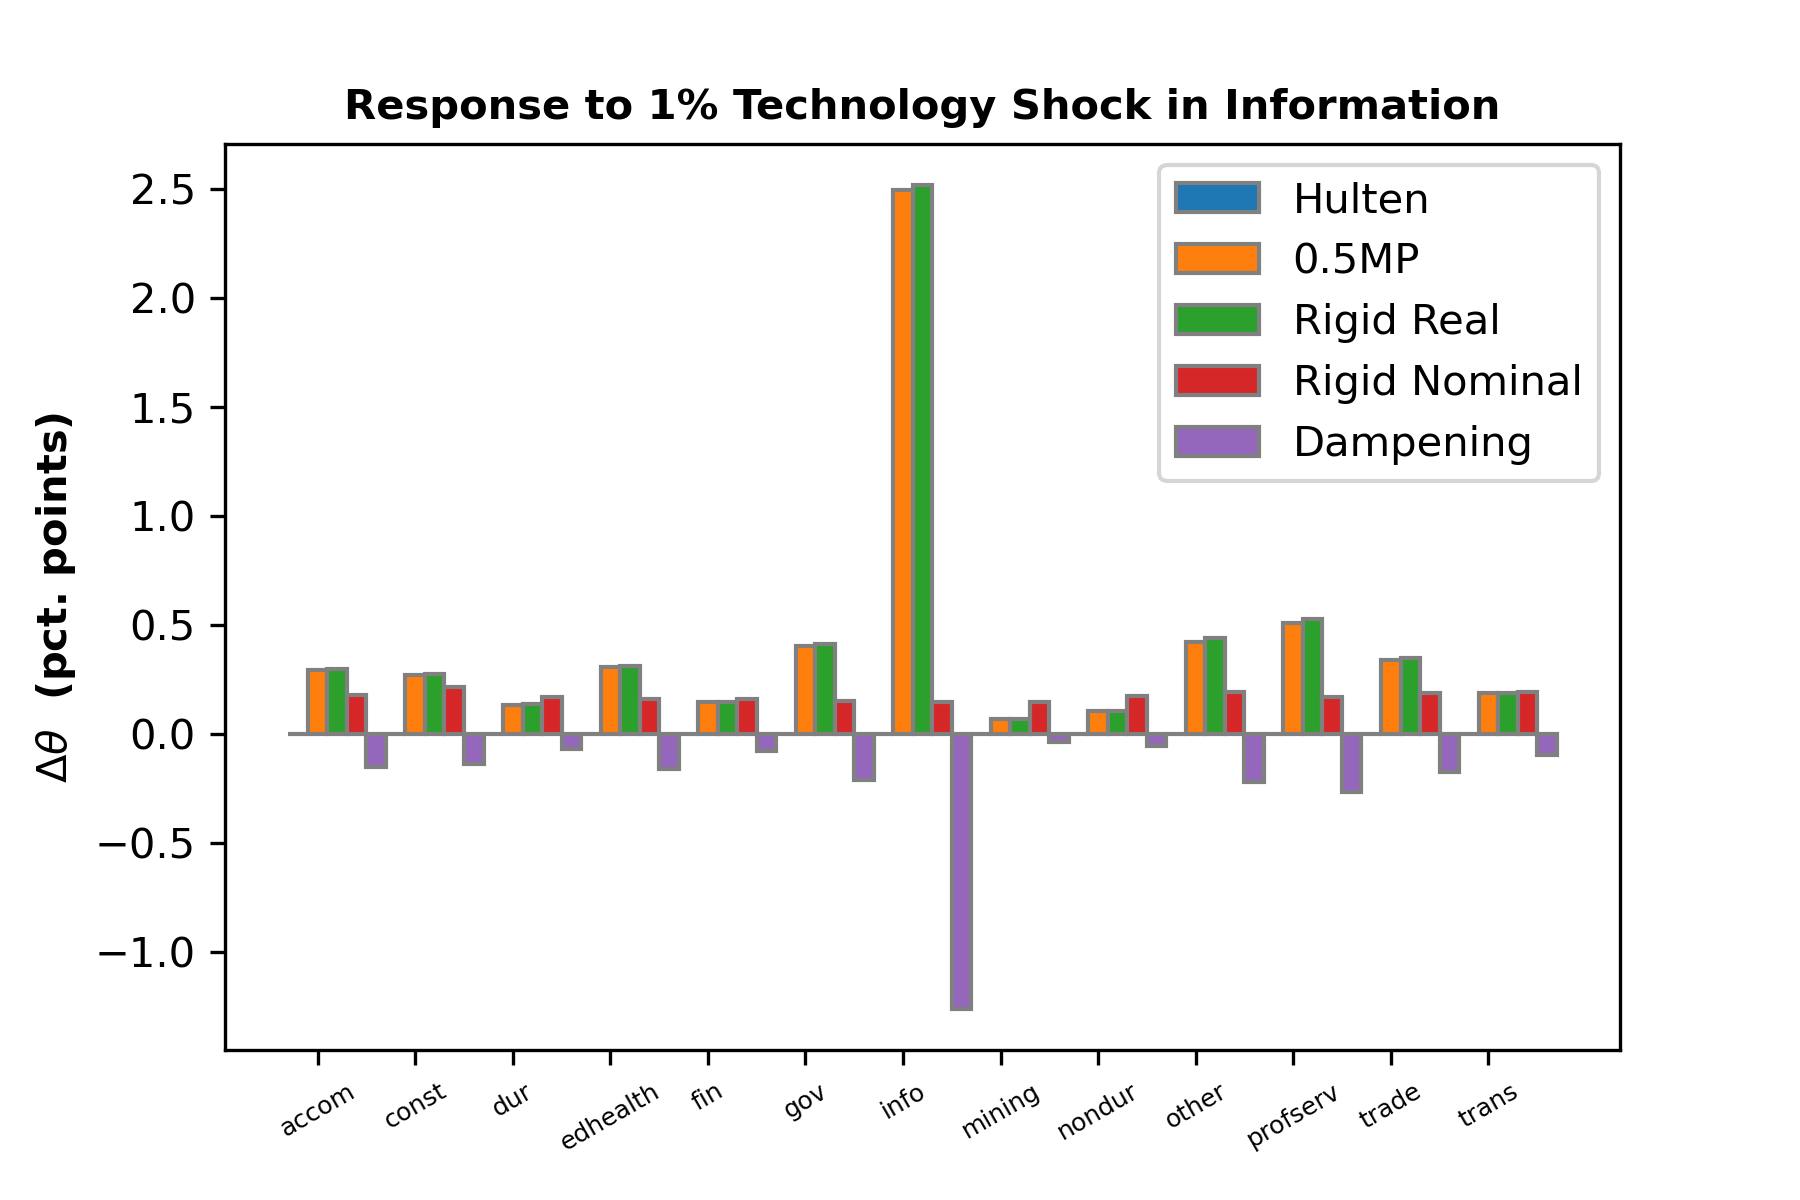 Response to 1% Technology Shock in Information
Δθ (pct. points)
2.5
2.0
1.5
1.0
0.5
0.0
−0.5
−1.0
Hulten
0.5MP
Rigid Real
Rigid Nominal
Dampening
accom const dur edhealth fin gov info mining nondur other profserv trade trans